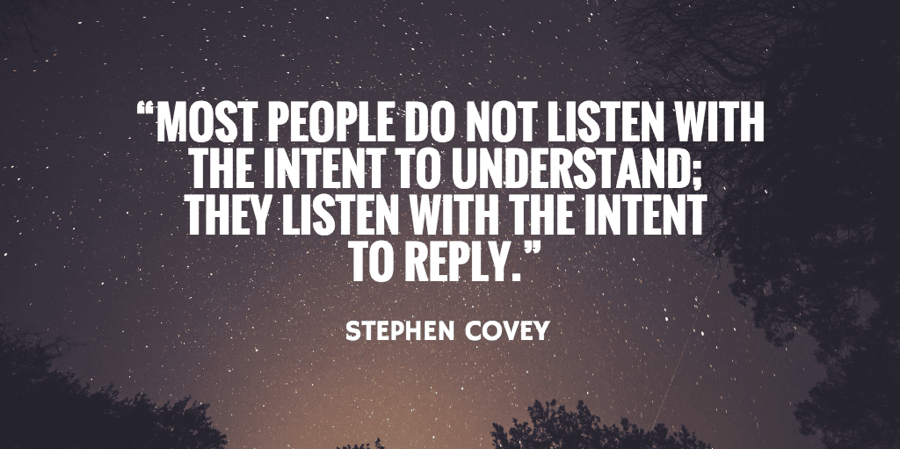 “MOST PEOPLE DO NOT LISTEN WITH
THE INTENT TO UNDERSTAND;
THEY LISTEN WITH THE INTENT
TO REPLY.”
STEPHEN COVEY